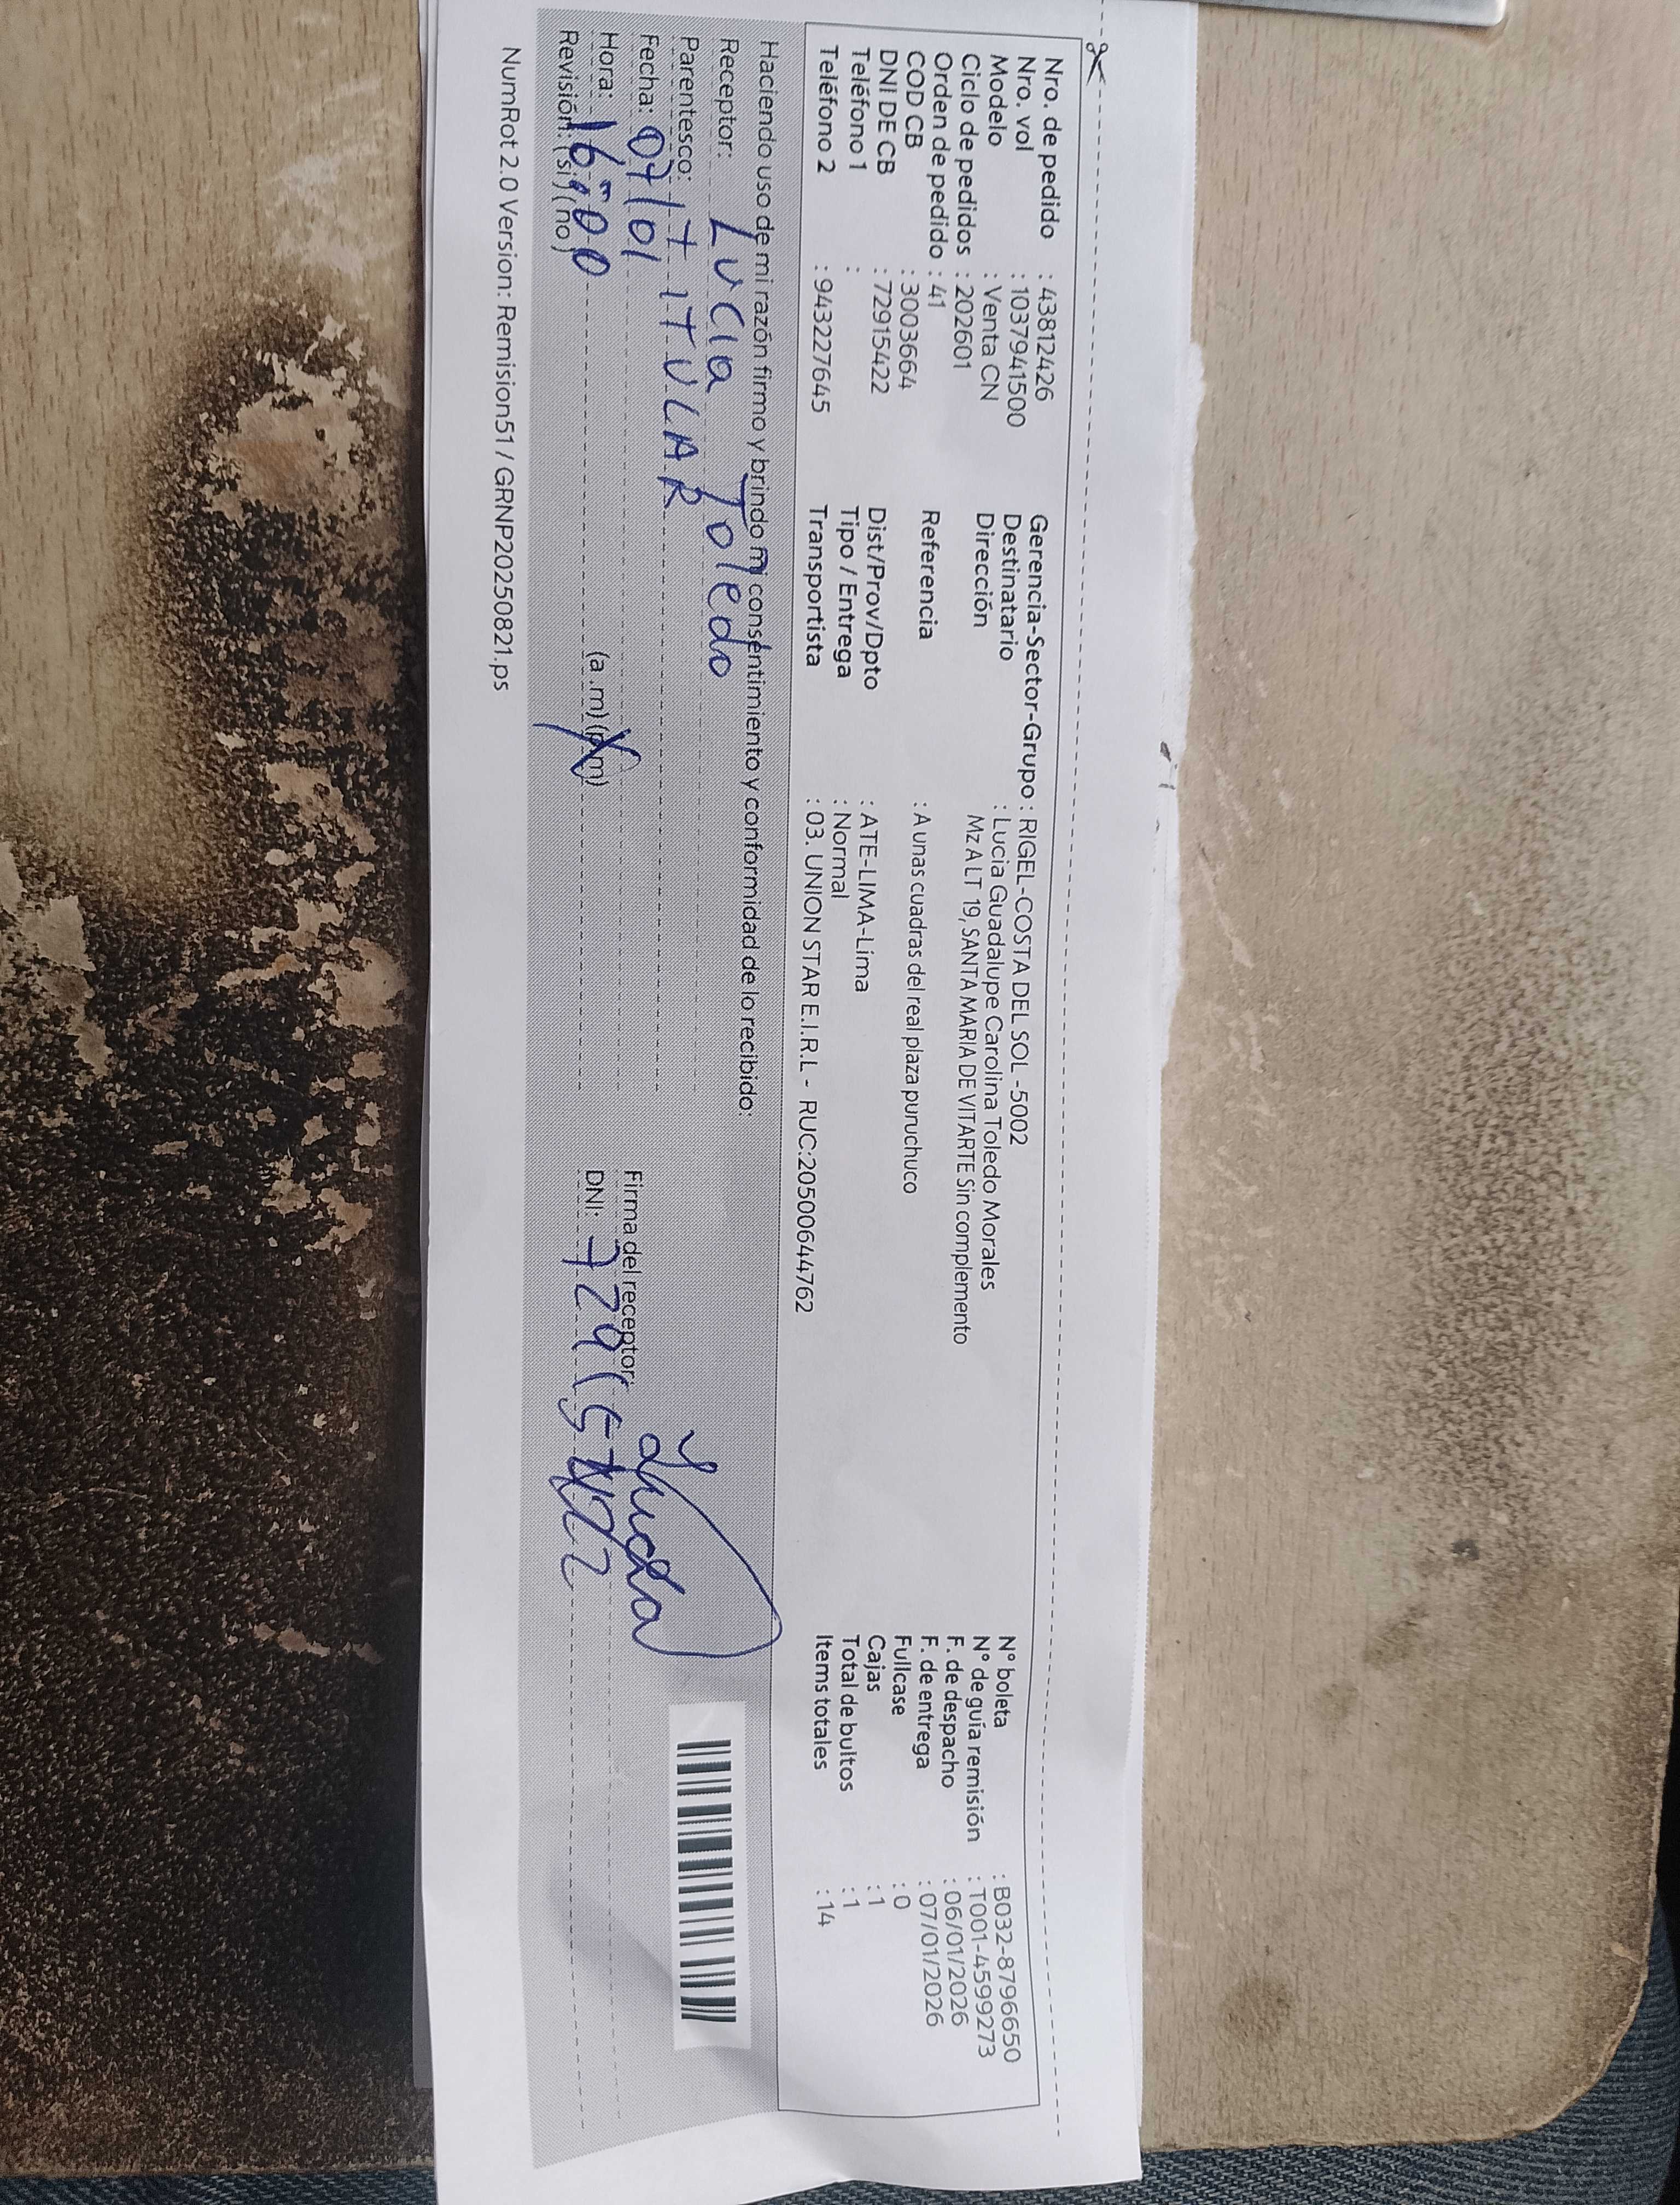 Nro. de pedido : 43812426
Nro. vol : 1037941500
Modelo : Venta CN
Ciclo de pedidos : 202601
Orden de pedido : 41
COD CB : 3003664
DNI DE CB : 72915422
Teléfono 1 :
Teléfono 2 : 943227645
Gerencia-Sector-Grupo : RIGEL-COSTA DEL SOL -5002
Destinatario : Lucia Guadalupe Carolina Toledo Morales
Dirección Mz A LT 19, SANTA MARIA DE VITARTE Sin complemento
Referencia : A unas cuadras del real plaza puruchuco
Dist/Prov/Dpto : ATE-LIMA-Lima
Tipo / Entrega : Normal
Transportista : 03. UNION STAR E.I.R.L - RUC:20500644762
N° boleta : B032-8796650
N° de guía remisión : T001-4599273
F. de despacho : 06/01/2026
F. de entrega : 07/01/2026
Fullcase : 0
Cajas : 1
Total de bultos : 1
Items totales : 14
Haciendo uso de mi razón firmo y brindo mi consentimiento y conformidad de lo recibido:
Receptor: Lucia Toledo
Parentesco: TITULAR
Fecha: 07/01
Hora: 16:00 (a.m) (p.m)
Revisión: (si) (no)
Firma del receptor:
DNI: 72915422
NumRot 2.0 Version: Remision51 / GRNP20250821.ps